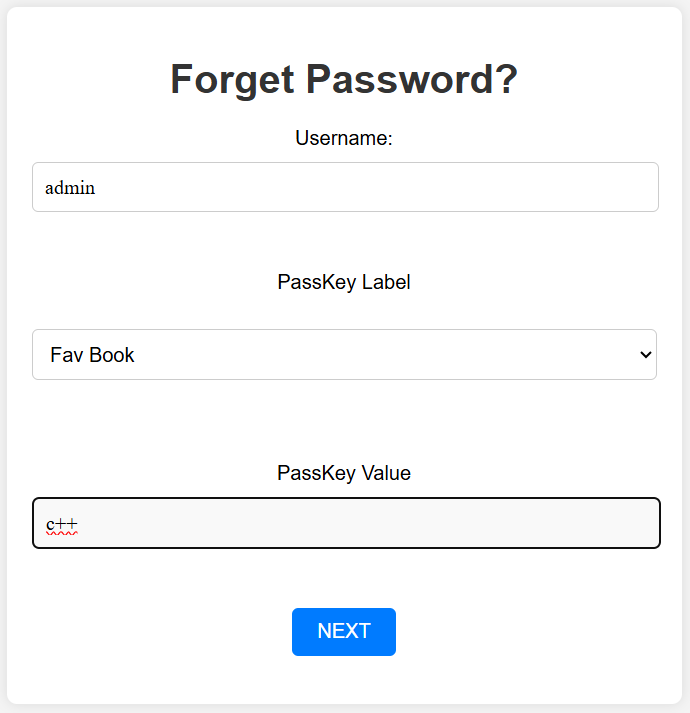 Forget Password?
Username:
admin
PassKey Label
Fav Book
PassKey Value
c++
NEXT